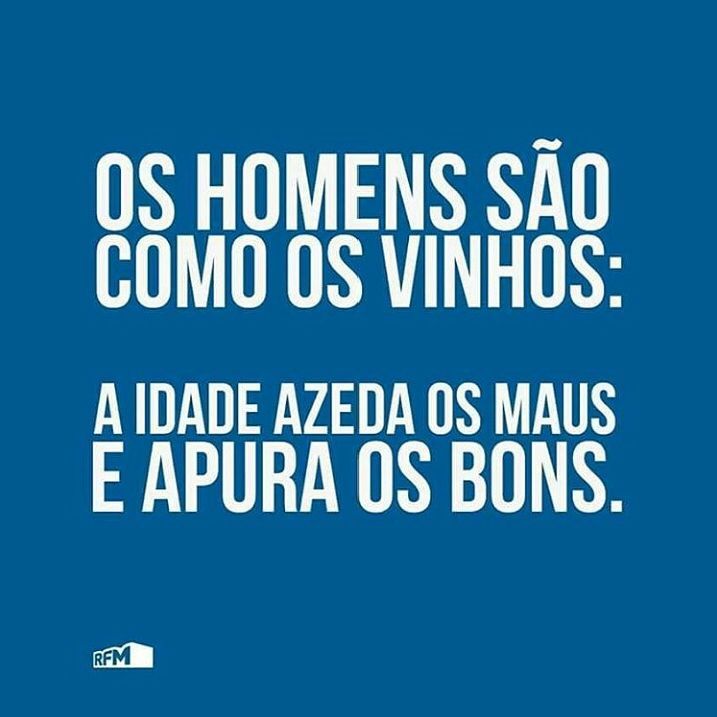 OS HOMENS SÃO
COMO OS VINHOS:
A IDADE AZEDA OS MAUS
E APURA OS BONS.
RFM